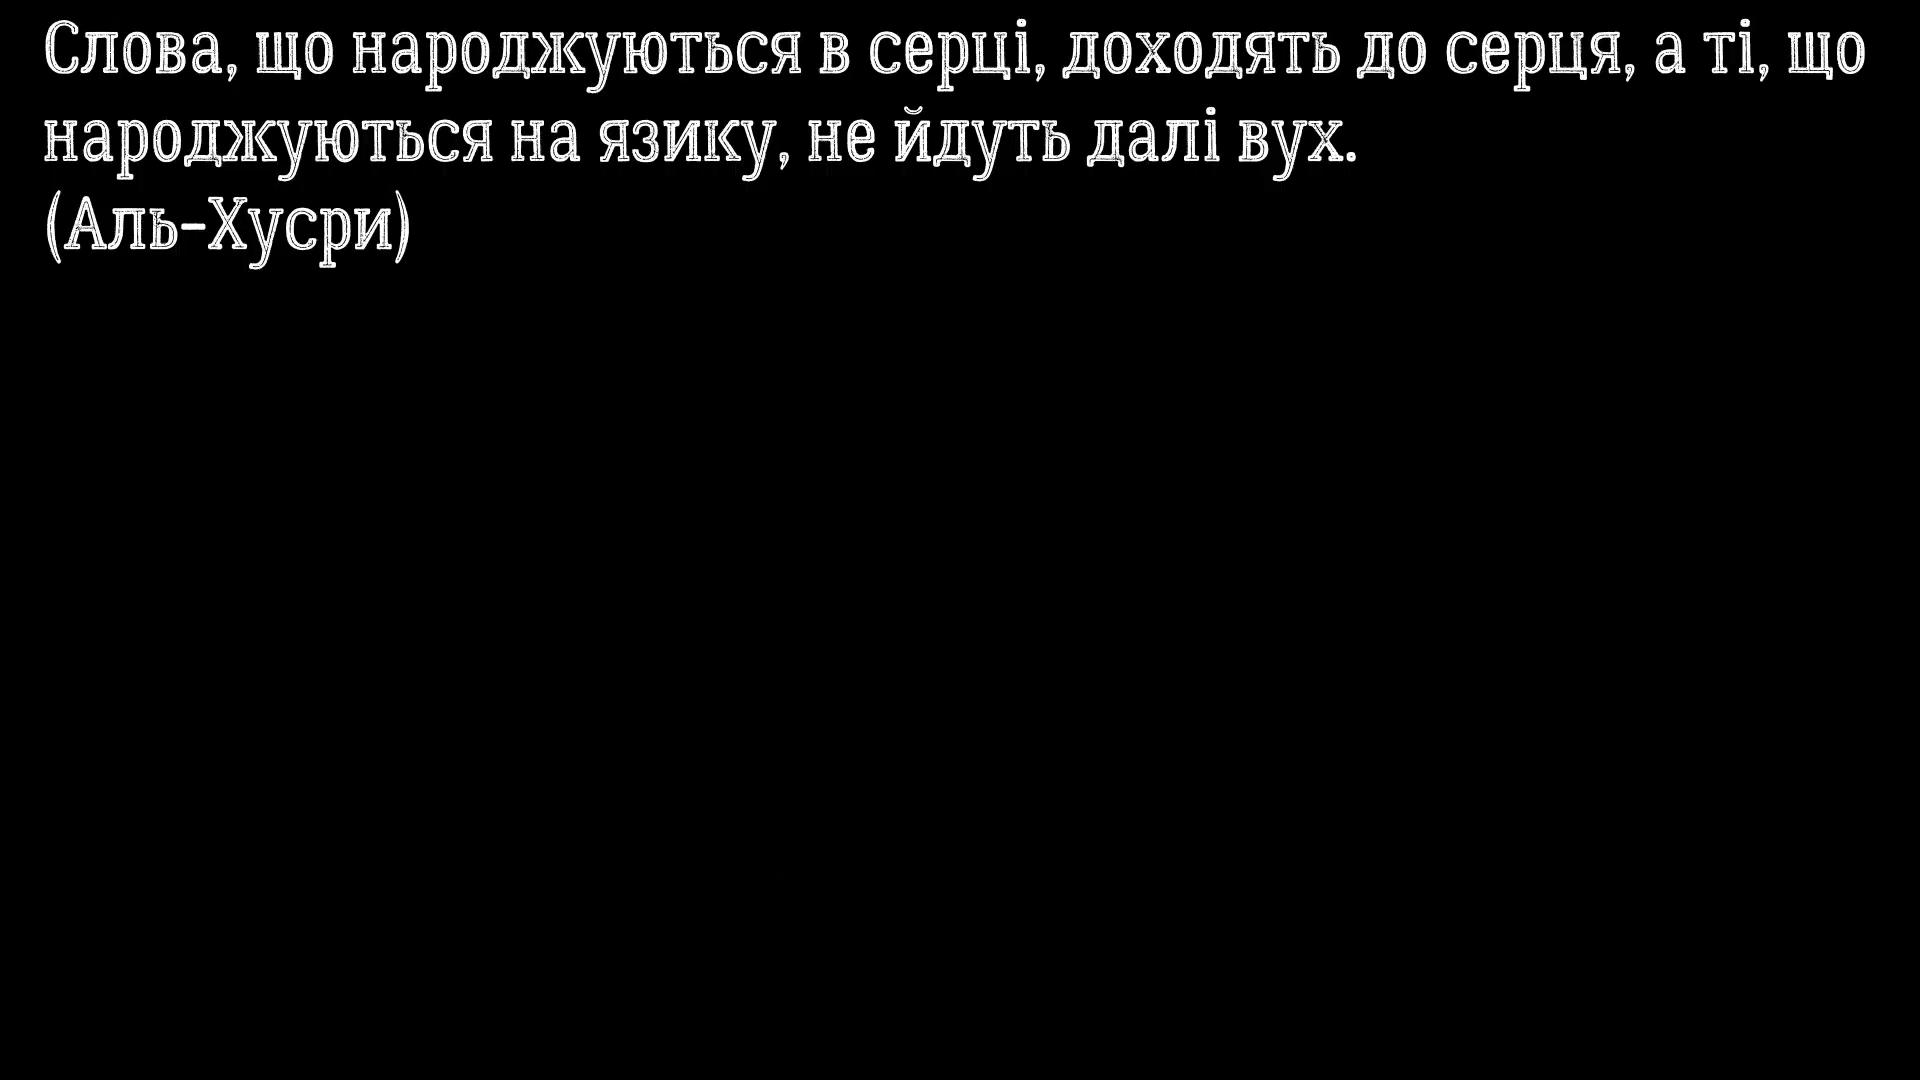 Слова, що народжуються в серці, доходять до серця, а ті, що
народжуються на язику, не йдуть далі вух.
(Аль-Хусри)